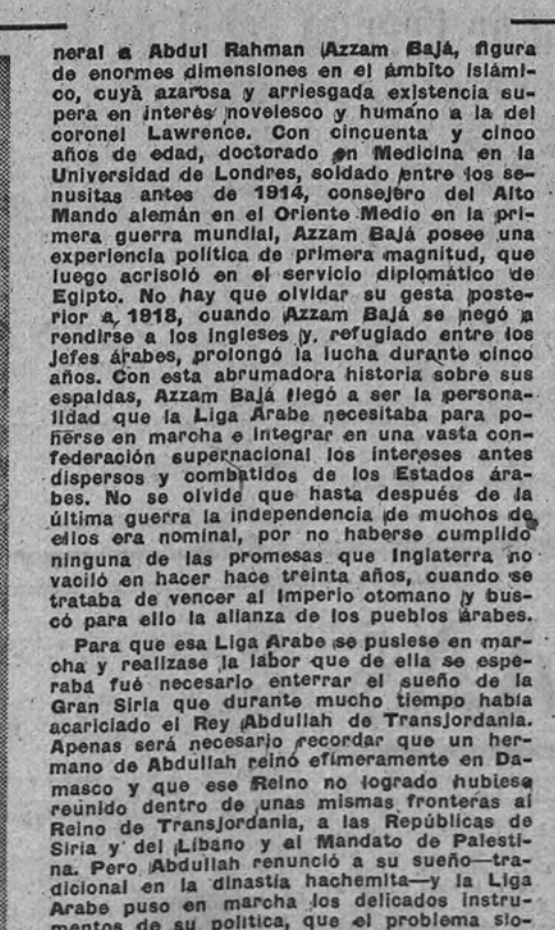 neral a Abdul Rahman Azzam Bajá, figura
de enormes dimensiones en el ámbito islámi-
co, cuya azarosa y arriesgada existencia su-
pera en interés novelesco y humano a la del
coronel Lawrence. Con cincuenta y cinco
años de edad, doctorado en Medicina en la
Universidad de Londres, soldado entre los se-
nusitas antes de 1914, consejero del Alto
Mando alemán en el Oriente Medio en la pri-
mera guerra mundial, Azzam Bajá posee una
experiencia política de primera magnitud, que
luego acrisoló en el servicio diplomático de
Egipto. No hay que olvidar su gesta poste-
rior a 1918, cuando Azzam Bajá se negó a
rendirse a los ingleses y, refugiado entre los
jefes árabes, prolongó la lucha durante cinco
años. Con esta abrumadora historia sobre sus
espaldas, Azzam Bajá llegó a ser la persona-
lidad que la Liga Arabe necesitaba para po-
nerse en marcha e integrar en una vasta con-
federación supernacional los intereses antes
dispersos y combatidos de los Estados ára-
bes. No se olvide que hasta después de la
última guerra la independencia de muchos de
ellos era nominal, por no haberse cumplido
ninguna de las promesas que Inglaterra no
vaciló en hacer hace treinta años, cuando se
trataba de vencer al Imperio otomano y bus-
có para ello la alianza de los pueblos árabes.
Para que esa Liga Arabe se pusiese en mar-
cha y realizase la labor que de ella se espe-
raba fué necesario enterrar el sueño de la
Gran Siria que durante mucho tiempo había
acariciado el Rey Abdullah de Transjordania.
Apenas será necesario recordar que un her-
mano de Abdullah reinó efímeramente en Da-
masco y que ese Reino no logrado hubiese
reunido dentro de unas mismas fronteras al
Reino de Transjordania, a las Repúblicas de
Siria y del Líbano y al Mandato de Palesti-
na. Pero Abdullah renunció a su sueño—tra-
dicional en la dinastía hachemita—y la Liga
Arabe puso en marcha los delicados instru-
mentos de su política, que el problema sio-